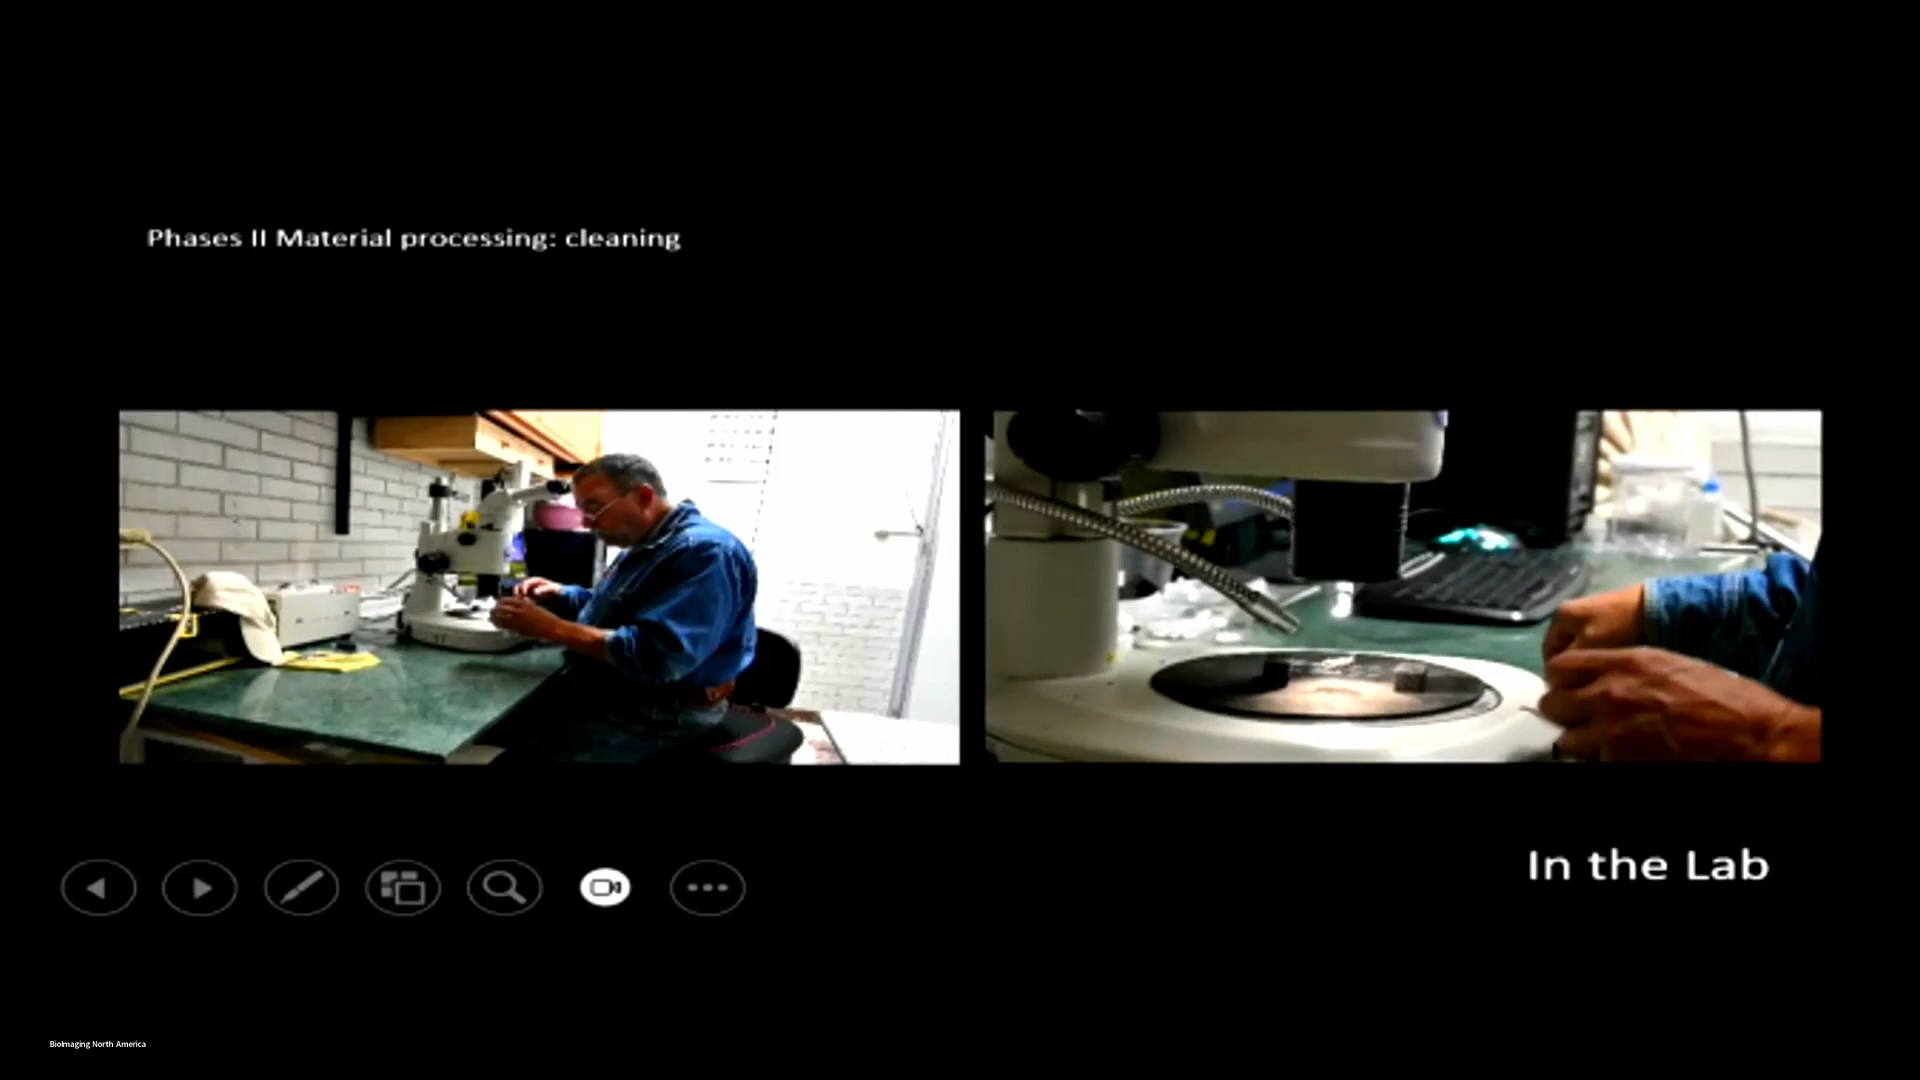 Phases II Material processing: cleaning
In the Lab
BioImaging North America